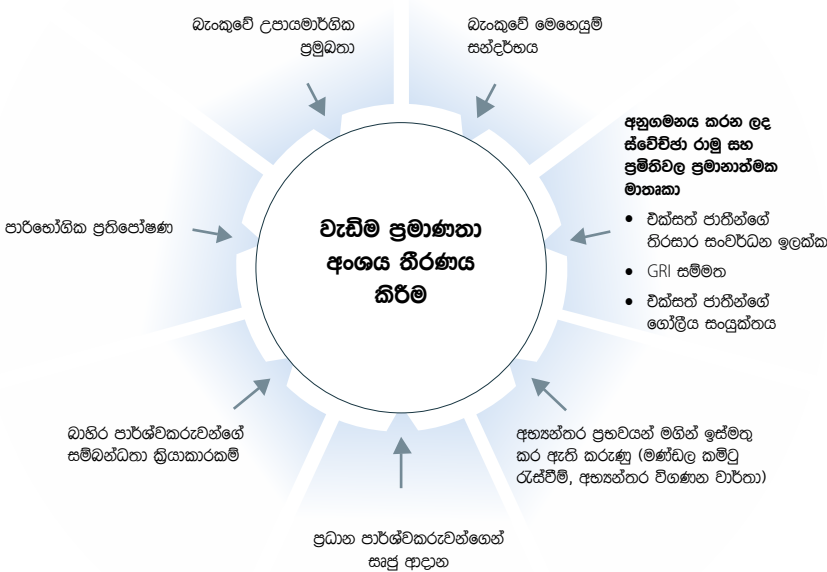 බැංකුවේ උපායමාර්ගික
ප්‍රමුඛතා
බැංකුවේ මෙහෙයුම්
සන්දර්භය
අනුගමනය කරන ලද
ස්වේච්ඡා රාමු සහ
ප්‍රමිතිවල ප්‍රමානාත්මක
මාතෘකා
• එක්සත් ජාතීන්ගේ
තිරසාර සංවර්ධන ඉලක්ක
• GRI සම්මත
• එක්සත් ජාතීන්ගේ
ගෝලීය සංයුක්තය
පාරිභෝගික ප්‍රතිපෝෂණ
වැඩිම ප්‍රමාණතා
අංශය තීරණය
කිරීම
බාහිර පාර්ශ්වකරුවන්ගේ
සම්බන්ධතා ක්‍රියාකාරකම්
අභ්‍යන්තර ප්‍රභවයන් මගින් ඉස්මතු
කර ඇති කරුණු (මණ්ඩල කමිටු
රැස්වීම්, අභ්‍යන්තර විගණන වාර්තා)
ප්‍රධාන පාර්ශ්වකරුවන්ගෙන්
සෘජු ආදාන